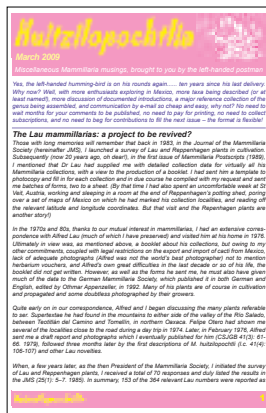 Huitzilopochtlia
March 2009
Miscellaneous Mammillaria musings, brought to you by the left-handed postman
Yes, the left-handed humming-bird is on his rounds again...... ten years since his last delivery.
Why now? Well, with more enthusiasts exploring in Mexico, more taxa being described (or at
least named!), more discussion of documented introductions, a major reference collection of the
genus being assembled, and communication by e-mail so cheap and easy, why not? No need to
wait months for your comments to be published, no need to pay for printing, no need to collect
subscriptions, and no need to beg for contributions to fill the next issue – the format is flexible!
The Lau mammillarias: a project to be revived?
Those with long memories will remember that back in 1983, in the Journal of the Mammillaria
Society (hereafter JMS), I launched a survey of Lau and Reppenhagen plants in cultivation.
Subsequently (now 20 years ago, oh dear!), in the first issue of Mammillaria Postscripts (1989),
I mentioned that Dr Lau had supplied me with detailed collection data for virtually all his
Mammillaria collections, with a view to the production of a booklet. I had sent him a template to
photocopy and fill in for each collection and in due course he complied with my request and sent
me batches of forms, two to a sheet. (By that time I had also spent an uncomfortable week at St
Veit, Austria, working and sleeping in a room at the end of Reppenhagen's potting shed, poring
over a set of maps of Mexico on which he had marked his collection localities, and reading off
the relevant latitude and longitude coordinates. But that visit and the Repenhagen plants are
another story!)
In the 1970s and 80s, thanks to our mutual interest in mammillarias, I had an extensive corres-
pondence with Alfred Lau (much of which I have preserved) and visited him at his home in 1976.
Ultimately in view was, as mentioned above, a booklet about his collections, but owing to my
other commitments, coupled with legal restrictions on the export and import of cacti from Mexico,
lack of adequate photographs (Alfred was not the world's best photographer) not to mention
herbarium vouchers, and Alfred's own great difficulties in the last decade or so of his life, the
booklet did not get written. However, as well as the forms he sent me, he must also have given
much of the data to the German Mammillaria Society, which published it in both German and
English, edited by Othmar Appenzeller, in 1992. Many of his plants are of course in cultivation
and propagated and some doubtless photographed by their growers.
Quite early on in our correspondence, Alfred and I began discussing the many plants referable
to ser. Supertextae he had found in the mountains to either side of the valley of the Río Salado,
between Teotitlán del Camino and Tomellín, in northern Oaxaca. Felipe Otero had shown me
several of the localities close to the road during a day trip in 1974. Later, in February 1976, Alfred
sent me a draft report and photographs which I eventually published for him (CSJGB 41(3): 61-
66. 1979), followed three months later by the first descriptions of M. huitzilopochtli (l.c. 41(4):
106-107) and other Lau novelties.
When, a few years later, as the then President of the Mammillaria Society, I initiated the survey
of Lau and Reppenhagen plants, I received a total of 70 responses and duly listed the results in
the JMS (25(1): 5–7. 1985). In summary, 153 of the 364 relevant Lau numbers were reported as
Huitzilopochtlia
1